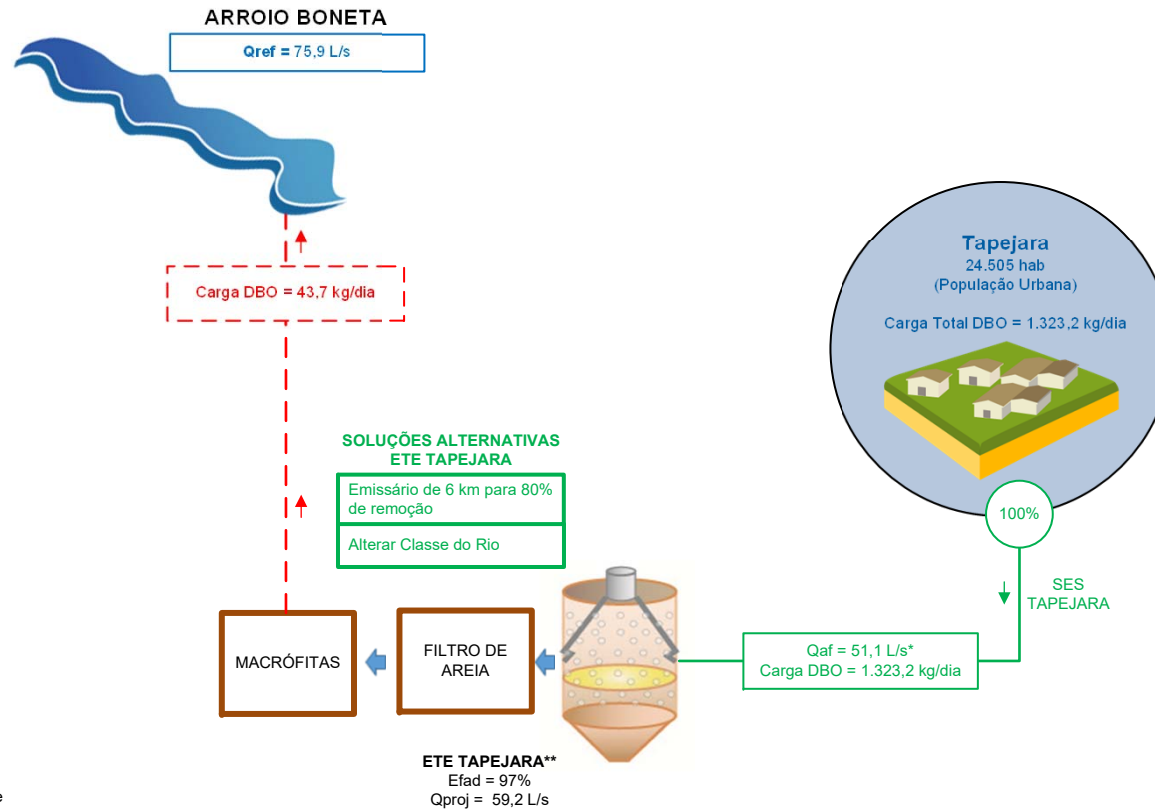 ARROIO BONETA
Qref = 75,9 L/s
Carga DBO = 43,7 kg/dia
Tapejara
24.505 hab
(População Urbana)
Carga Total DBO = 1.323,2 kg/dia
100%
SES
TAPEJARA
SOLUÇÕES ALTERNATIVAS
ETE TAPEJARA
Emissário de 6 km para 80%
de remoção
Alterar Classe do Rio
Qaf = 51,1 L/s*
Carga DBO = 1.323,2 kg/dia
FILTRO DE
AREIA
MACRÓFITAS
ETE TAPEJARA**
Efad = 97%
Qproj = 59,2 L/s
e